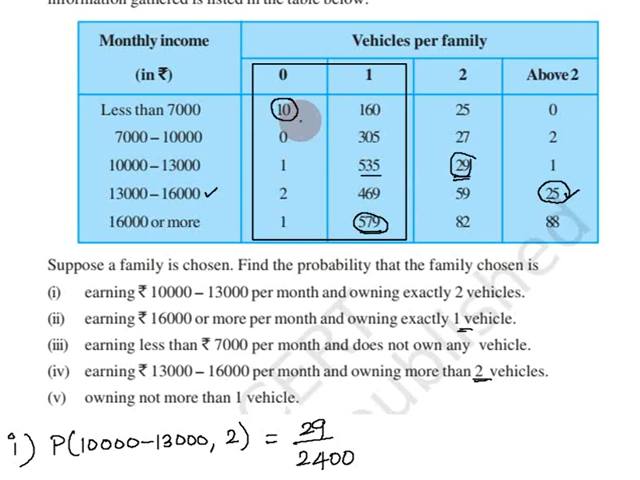 Monthly income Vehicles per family
(in ₹) 0 1 2 Above 2
Less than 7000 10 160 25 0
7000 – 10000 0 305 27 2
10000 – 13000 1 535 29 1
13000 – 16000 ✓ 2 469 59 25
16000 or more 1 579 82 88
Suppose a family is chosen. Find the probability that the family chosen is
(i) earning ₹ 10000 – 13000 per month and owning exactly 2 vehicles.
(ii) earning ₹ 16000 or more per month and owning exactly 1 vehicle.
(iii) earning less than ₹ 7000 per month and does not own any vehicle.
(iv) earning ₹ 13000 – 16000 per month and owning more than 2 vehicles.
(v) owning not more than 1 vehicle.
i) P(10000-13000, 2) = 29/2400